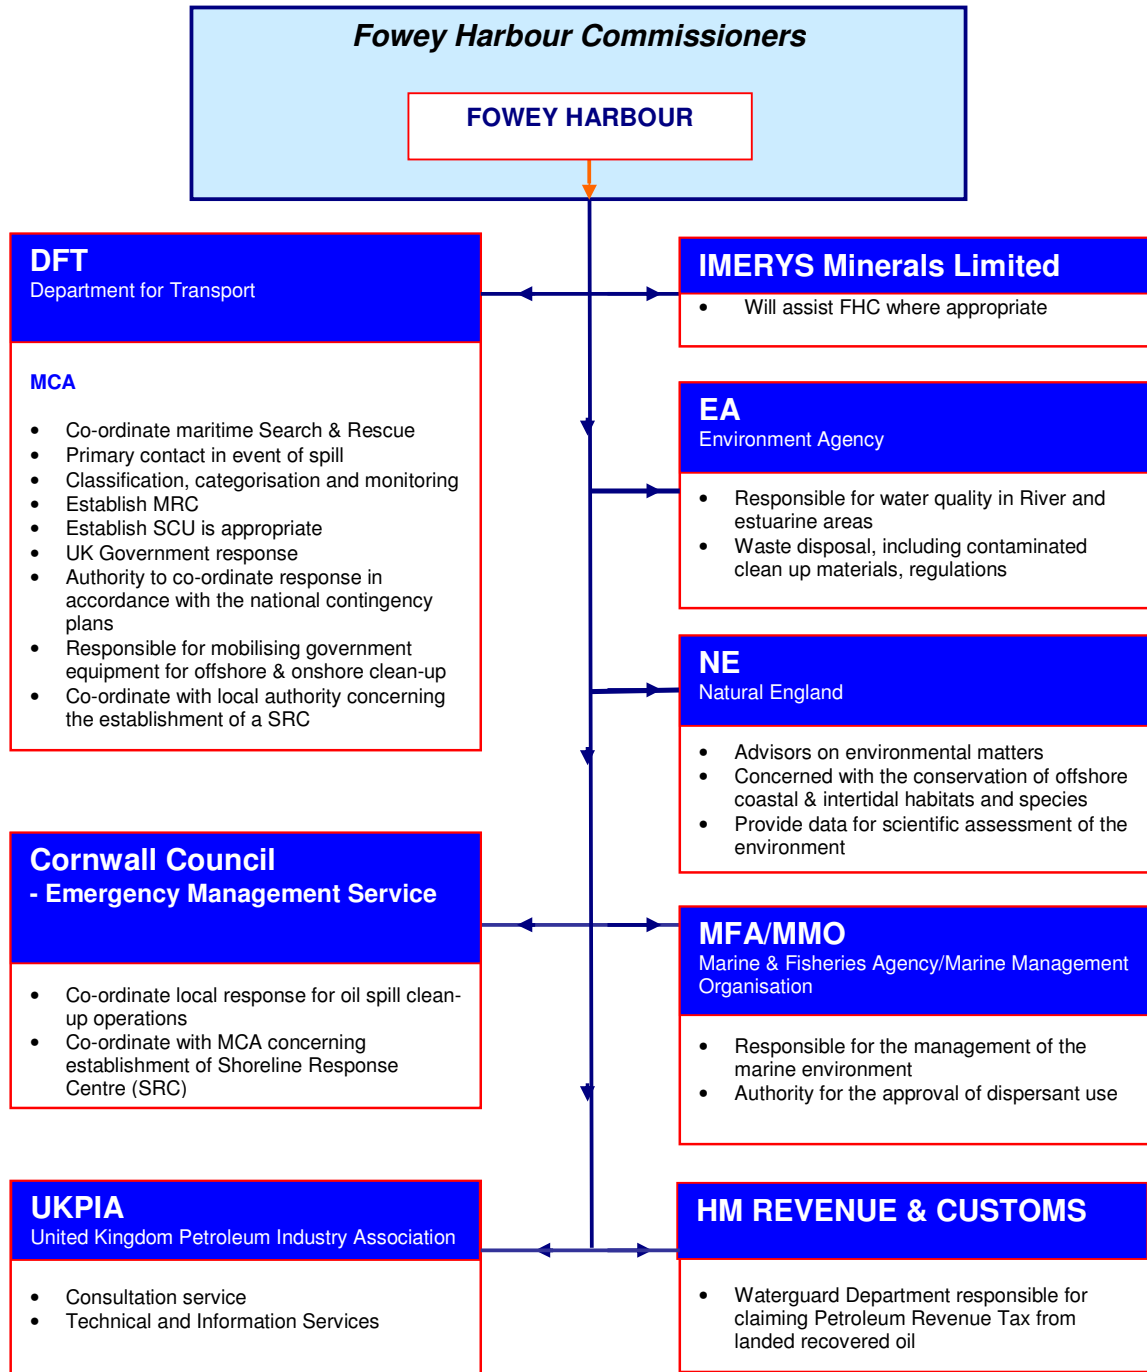 Fowey Harbour Commissioners
FOWEY HARBOUR
DFT
Department for Transport
MCA
• Co-ordinate maritime Search & Rescue
• Primary contact in event of spill
• Classification, categorisation and monitoring
• Establish MRC
• Establish SCU is appropriate
• UK Government response
• Authority to co-ordinate response in
accordance with the national contingency
plans
• Responsible for mobilising government
equipment for offshore & onshore clean-up
• Co-ordinate with local authority concerning
the establishment of a SRC
IMERYS Minerals Limited
• Will assist FHC where appropriate
EA
Environment Agency
• Responsible for water quality in River and
estuarine areas
• Waste disposal, including contaminated
clean up materials, regulations
NE
Natural England
• Advisors on environmental matters
• Concerned with the conservation of offshore
coastal & intertidal habitats and species
• Provide data for scientific assessment of the
environment
Cornwall Council
- Emergency Management Service
• Co-ordinate local response for oil spill clean-
up operations
• Co-ordinate with MCA concerning
establishment of Shoreline Response
Centre (SRC)
MFA/MMO
Marine & Fisheries Agency/Marine Management
Organisation
• Responsible for the management of the
marine environment
• Authority for the approval of dispersant use
UKPIA
United Kingdom Petroleum Industry Association
• Consultation service
• Technical and Information Services
HM REVENUE & CUSTOMS
• Waterguard Department responsible for
claiming Petroleum Revenue Tax from
landed recovered oil